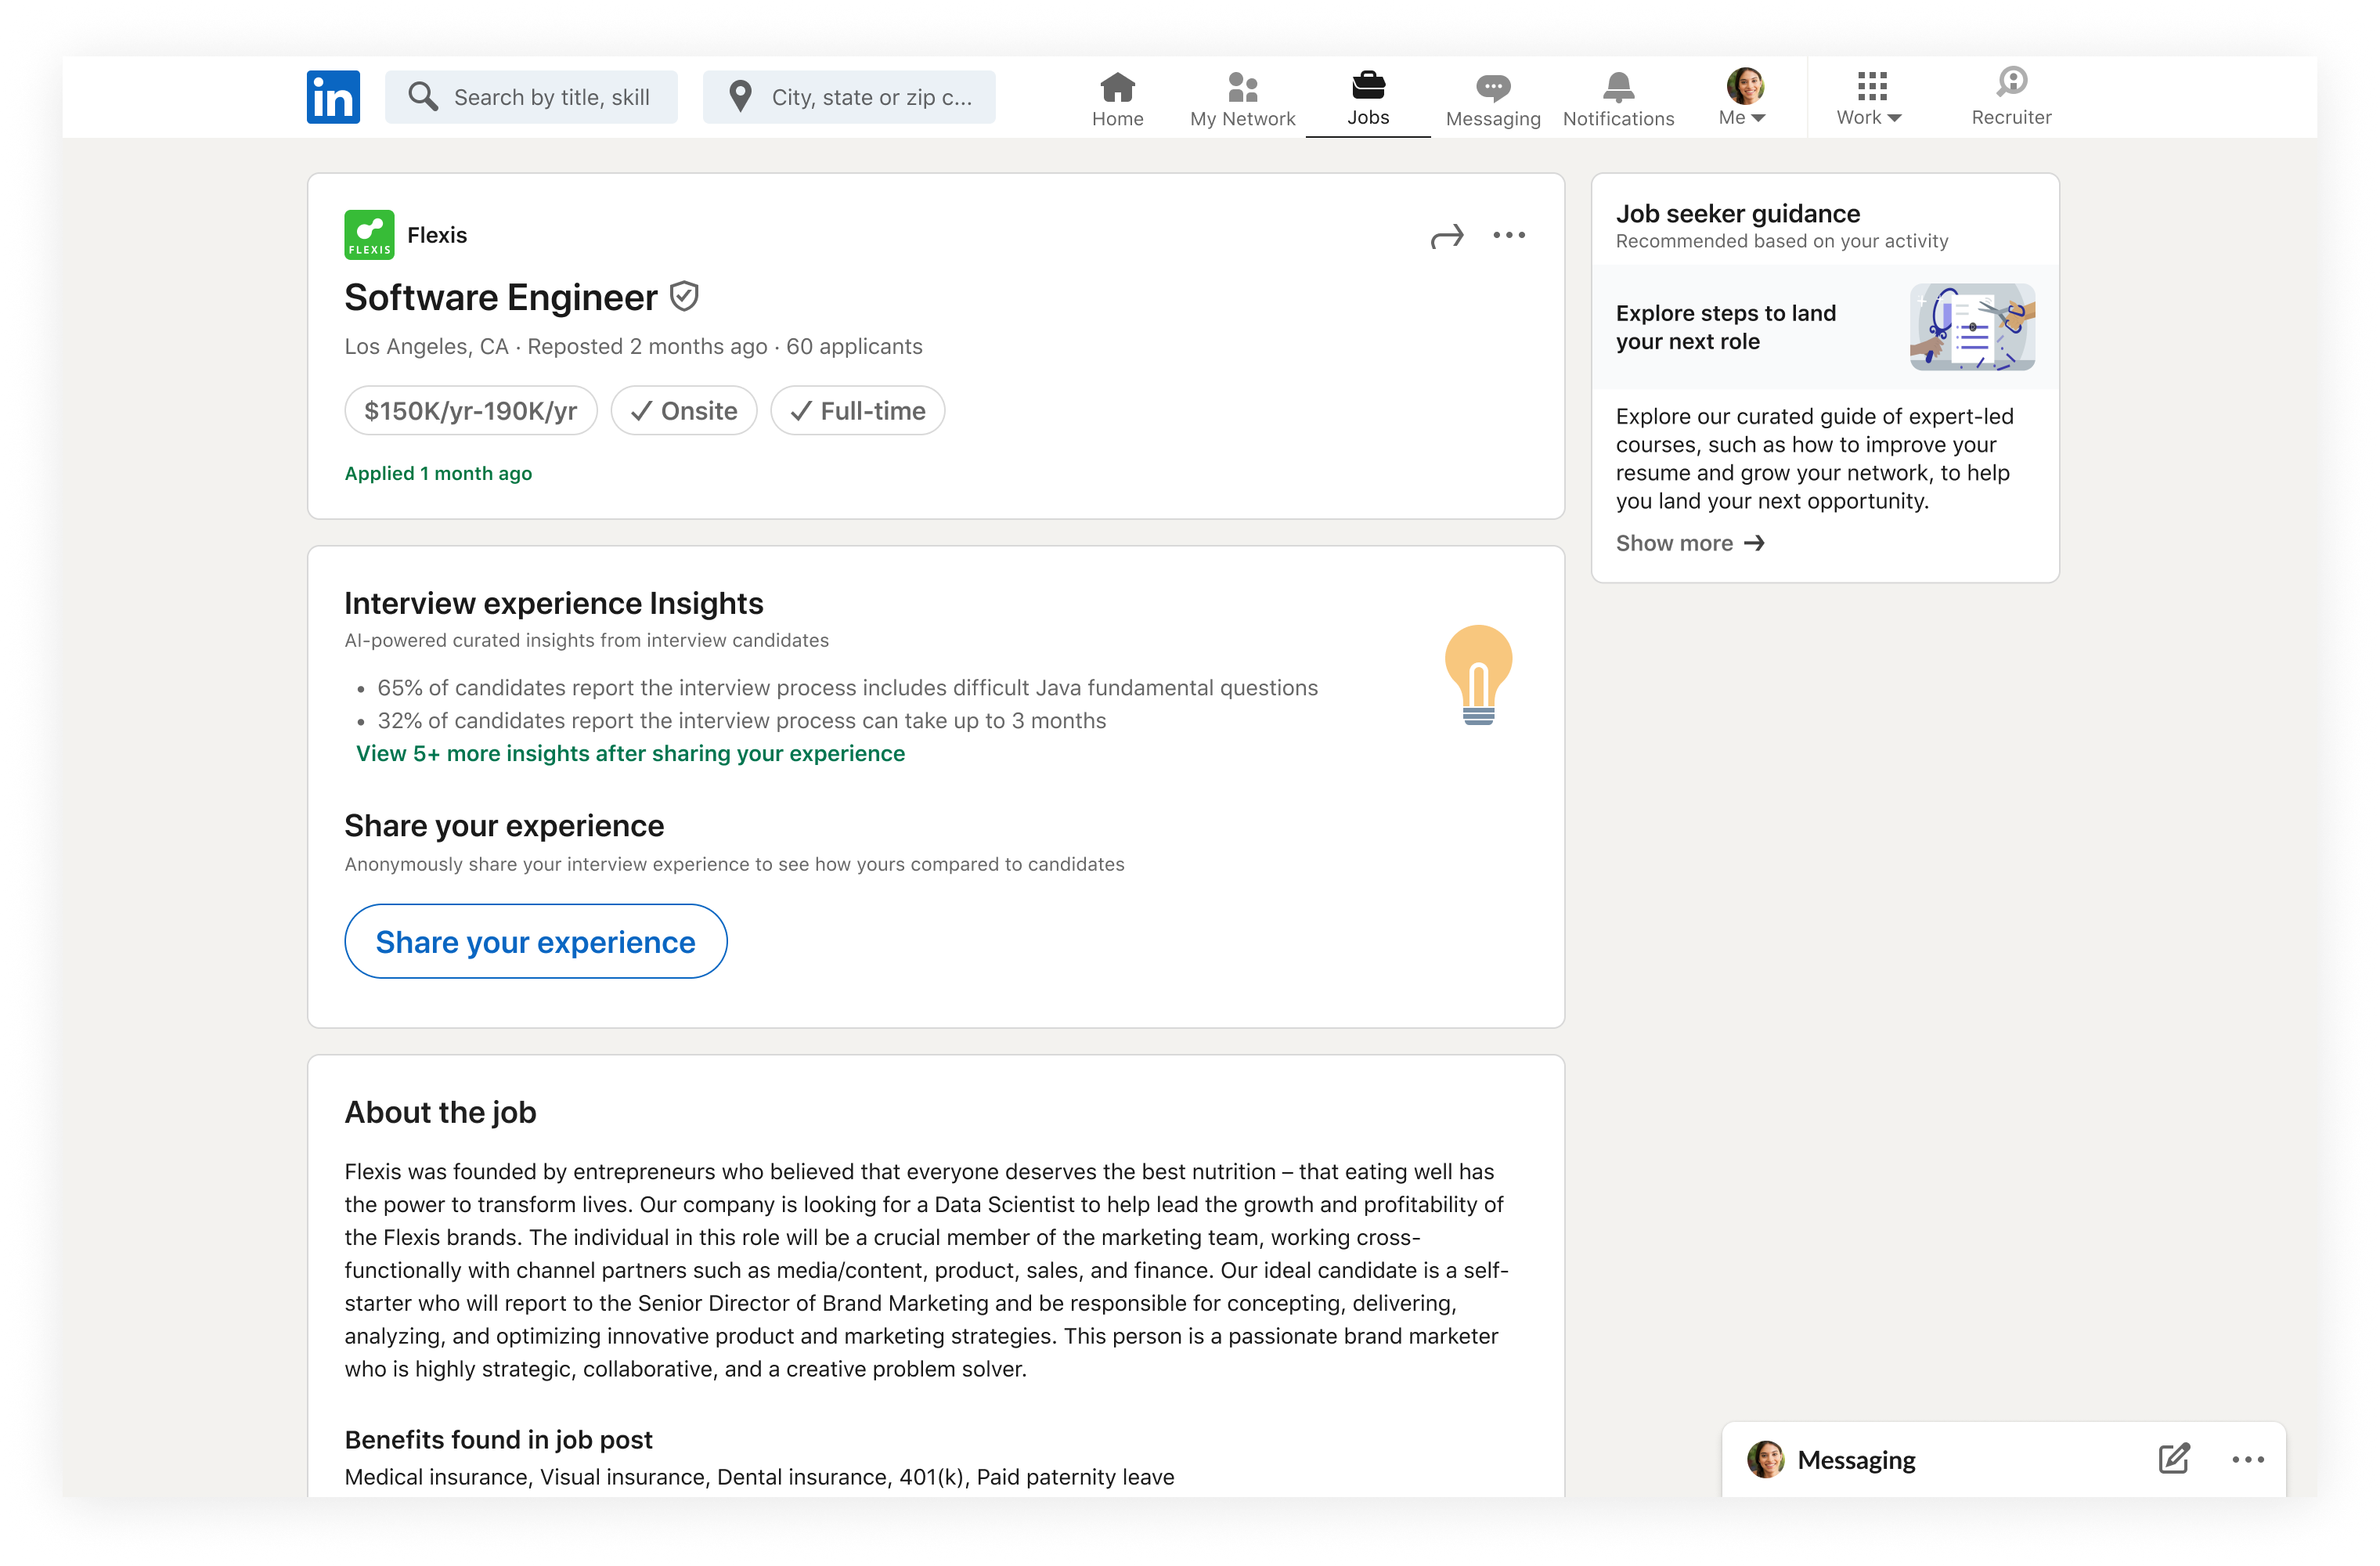 in
Search by title, skill
City, state or zip c...
Home
My Network
Jobs
Messaging
Notifications
Me
Work
Recruiter
FLEXIS
Flexis
Software Engineer
Los Angeles, CA · Reposted 2 months ago · 60 applicants
$150K/yr-190K/yr
Onsite
Full-time
Applied 1 month ago
Interview experience Insights
AI-powered curated insights from interview candidates
• 65% of candidates report the interview process includes difficult Java fundamental questions
• 32% of candidates report the interview process can take up to 3 months
View 5+ more insights after sharing your experience
Share your experience
Anonymously share your interview experience to see how yours compared to candidates
Share your experience
About the job
Flexis was founded by entrepreneurs who believed that everyone deserves the best nutrition – that eating well has
the power to transform lives. Our company is looking for a Data Scientist to help lead the growth and profitability of
the Flexis brands. The individual in this role will be a crucial member of the marketing team, working cross-
functionally with channel partners such as media/content, product, sales, and finance. Our ideal candidate is a self-
starter who will report to the Senior Director of Brand Marketing and be responsible for concepting, delivering,
analyzing, and optimizing innovative product and marketing strategies. This person is a passionate brand marketer
who is highly strategic, collaborative, and a creative problem solver.
Benefits found in job post
Medical insurance, Visual insurance, Dental insurance, 401(k), Paid paternity leave
Job seeker guidance
Recommended based on your activity
Explore steps to land
your next role
Explore our curated guide of expert-led
courses, such as how to improve your
resume and grow your network, to help
you land your next opportunity.
Show more
Messaging